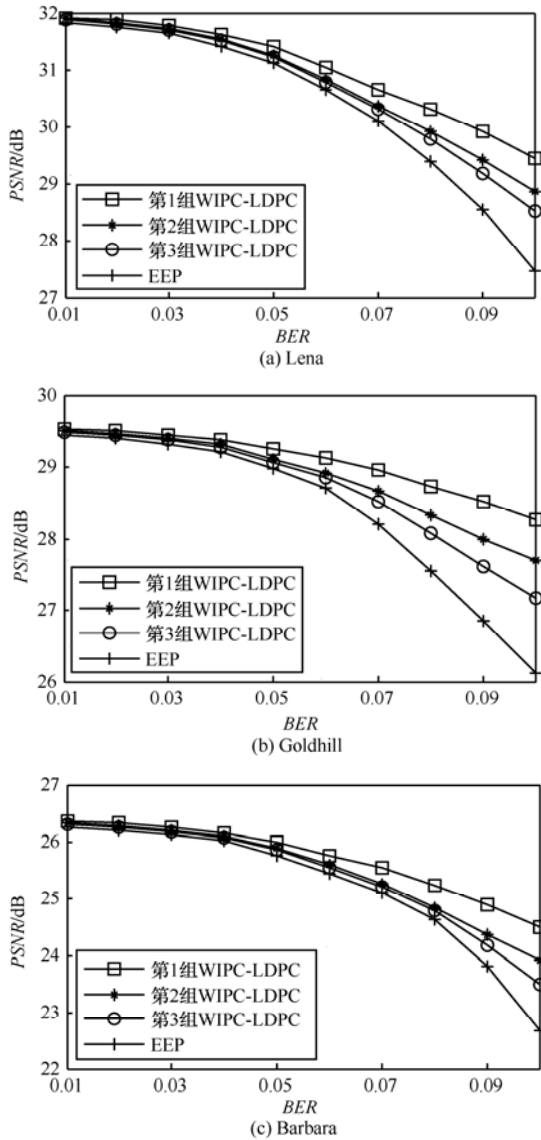 32
31
30
29
28
27
PSNR/dB
第1组WIPC-LDPC
第2组WIPC-LDPC
第3组WIPC-LDPC
EEP
0.01 0.03 0.05 0.07 0.09
BER
(a) Lena
30
29
28
27
26
PSNR/dB
第1组WIPC-LDPC
第2组WIPC-LDPC
第3组WIPC-LDPC
EEP
0.01 0.03 0.05 0.07 0.09
BER
(b) Goldhill
27
26
25
24
23
22
PSNR/dB
第1组WIPC-LDPC
第2组WIPC-LDPC
第3组WIPC-LDPC
EEP
0.01 0.03 0.05 0.07 0.09
BER
(c) Barbara